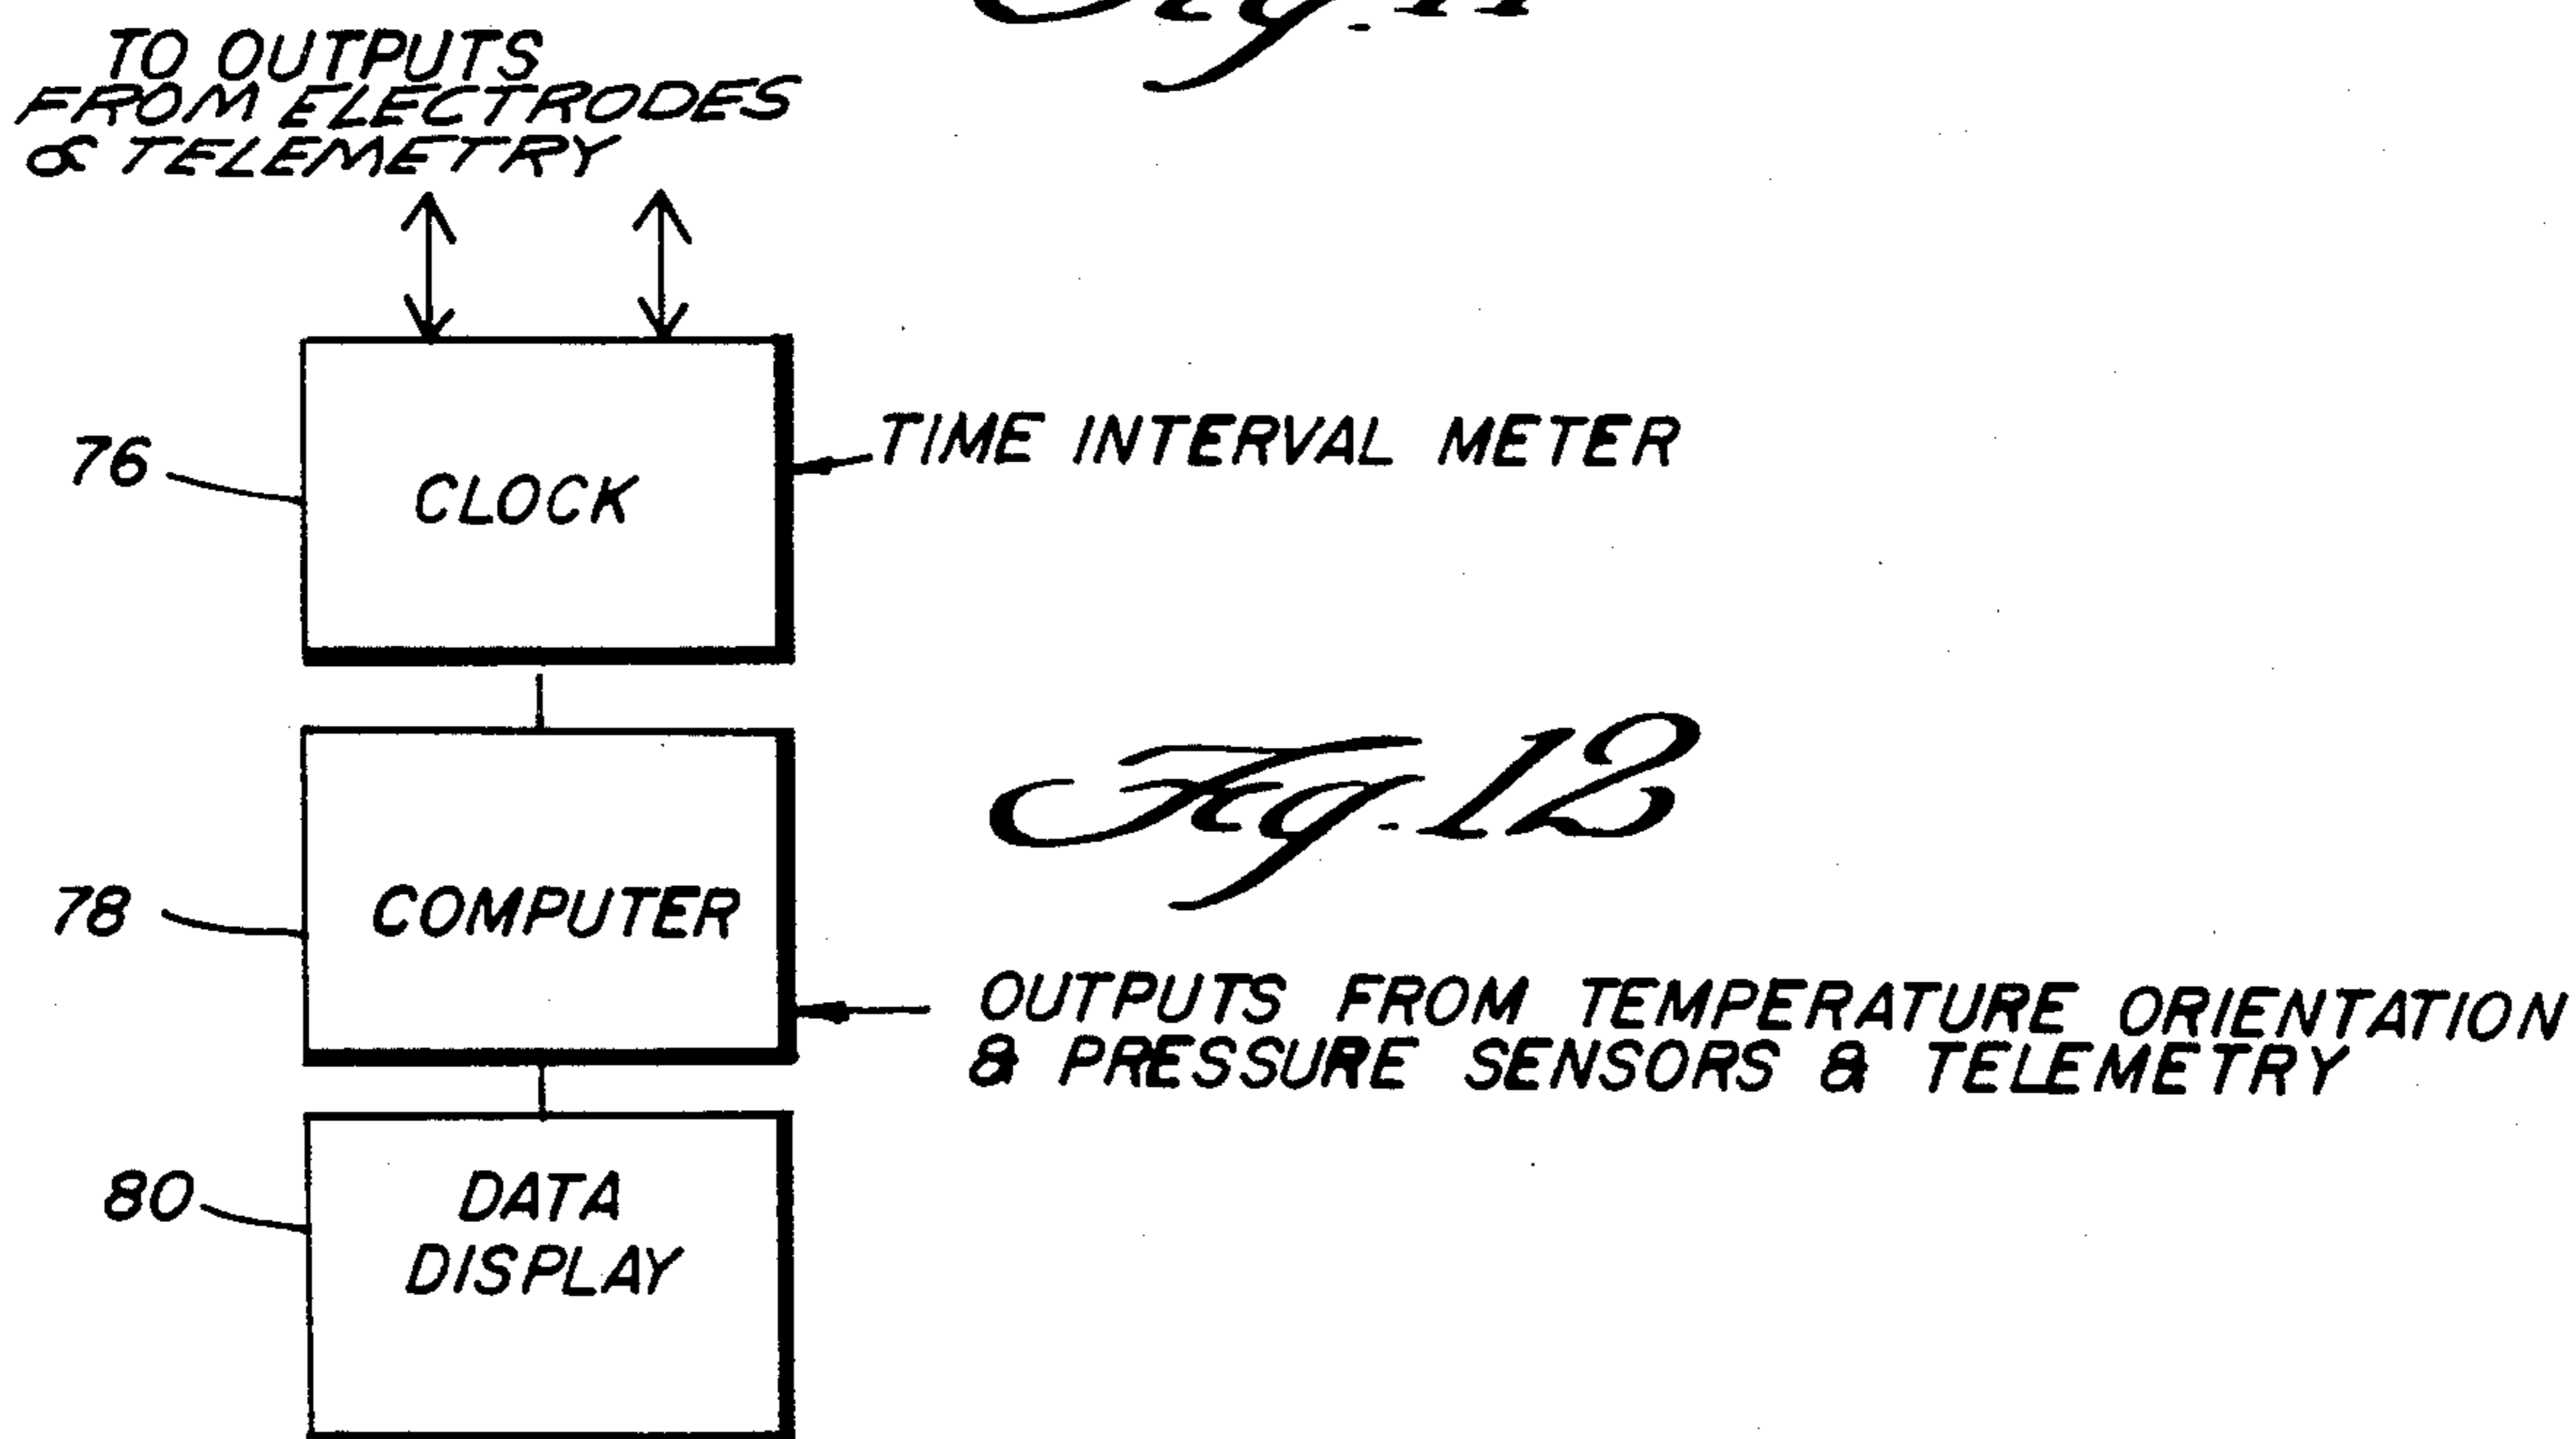 TO OUTPUTS
FROM ELECTRODES
& TELEMETRY
76
CLOCK
TIME INTERVAL METER
78
COMPUTER
Fig. 12
OUTPUTS FROM TEMPERATURE ORIENTATION
& PRESSURE SENSORS & TELEMETRY
80
DATA
DISPLAY